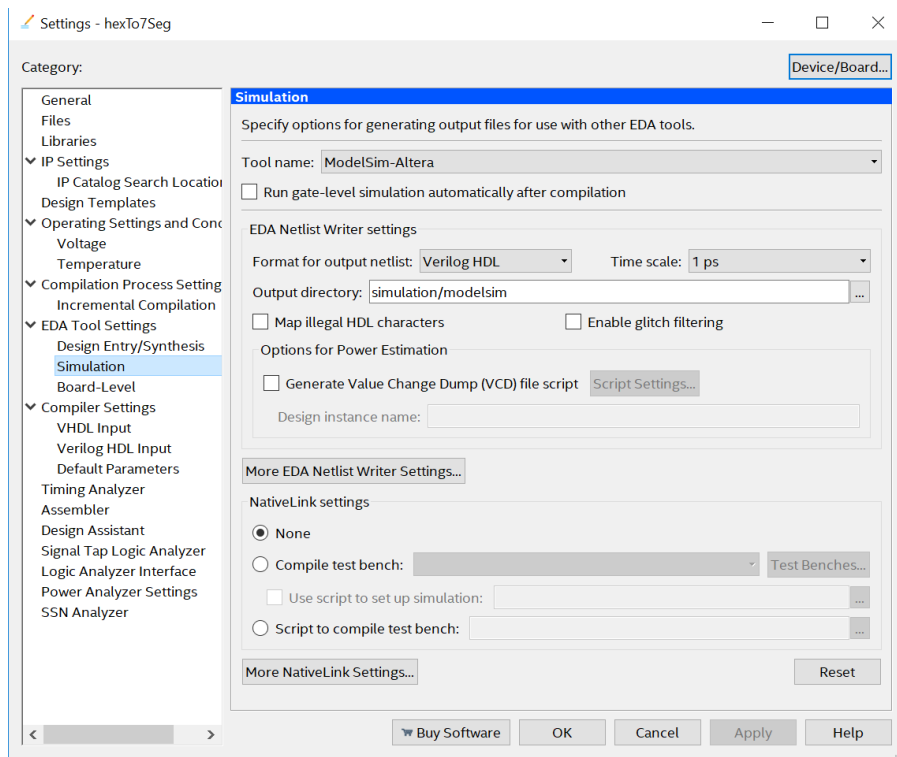 Settings - hexTo7Seg
Category:
Device/Board...
General
Files
Libraries
IP Settings
IP Catalog Search Location
Design Templates
Operating Settings and Conc
Voltage
Temperature
Compilation Process Setting
Incremental Compilation
EDA Tool Settings
Design Entry/Synthesis
Simulation
Board-Level
Compiler Settings
VHDL Input
Verilog HDL Input
Default Parameters
Timing Analyzer
Assembler
Design Assistant
Signal Tap Logic Analyzer
Logic Analyzer Interface
Power Analyzer Settings
SSN Analyzer
Simulation
Specify options for generating output files for use with other EDA tools.
Tool name: ModelSim-Altera
Run gate-level simulation automatically after compilation
EDA Netlist Writer settings
Format for output netlist: Verilog HDL Time scale: 1 ps
Output directory: simulation/modelsim ...
Map illegal HDL characters Enable glitch filtering
Options for Power Estimation
Generate Value Change Dump (VCD) file script Script Settings...
Design instance name:
More EDA Netlist Writer Settings...
NativeLink settings
None
Compile test bench: Test Benches...
Use script to set up simulation: ...
Script to compile test bench: ...
More NativeLink Settings... Reset
Buy Software OK Cancel Apply Help